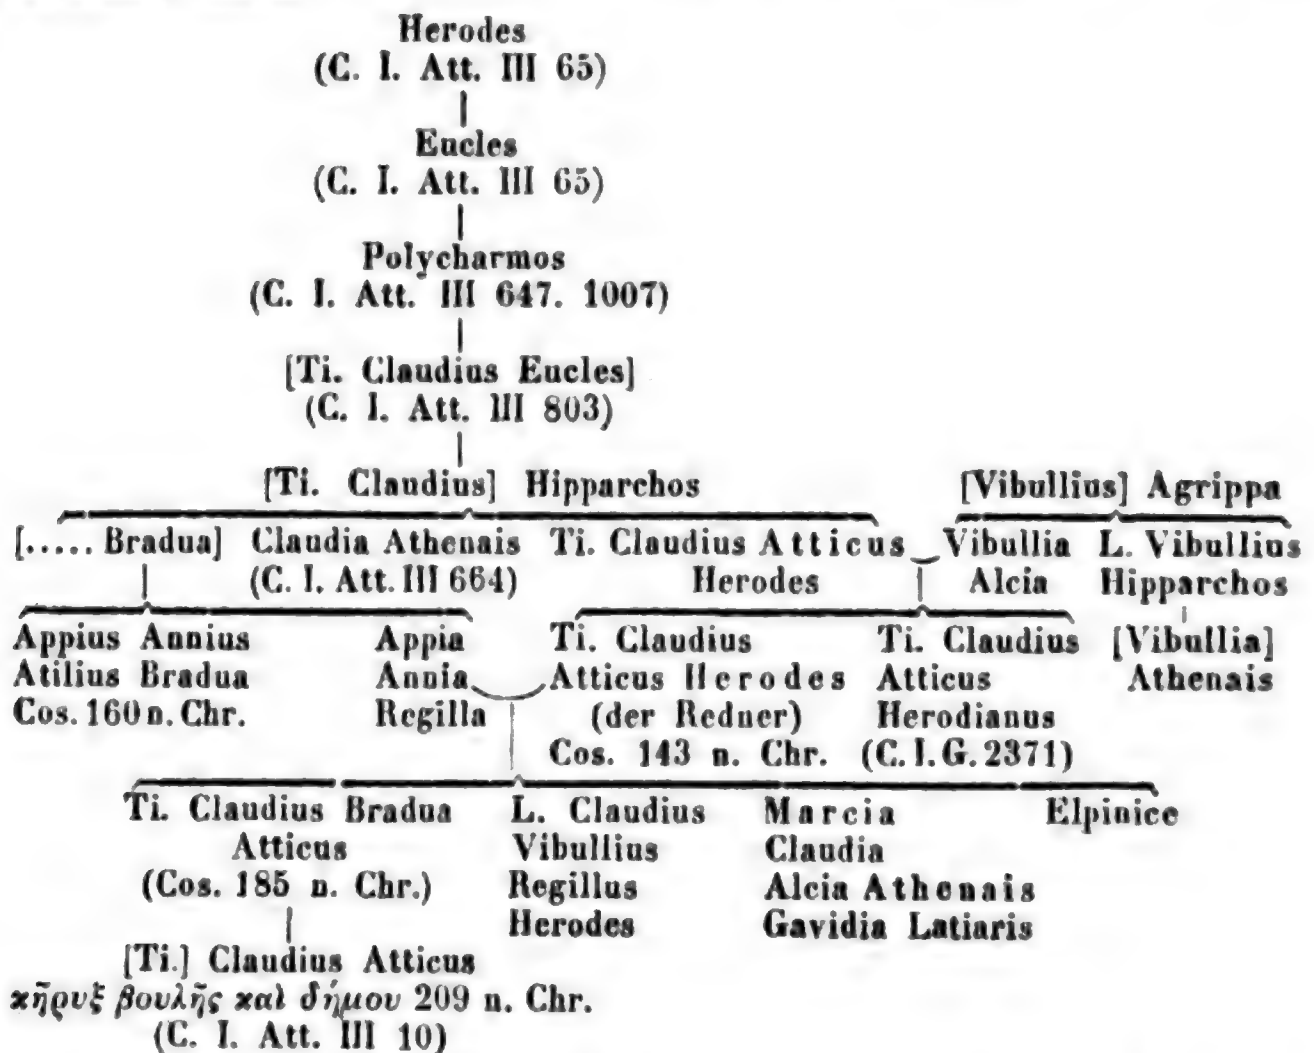 Herodes
(C. I. Att. III 65)
Eucles
(C. I. Att. III 65)
Polycharmos
(C. I. Att. III 647. 1007)
[Ti. Claudius Eucles]
(C. I. Att. III 803)
[Ti. Claudius] Hipparchos [Vibullius] Agrippa
[..... Bradua] Claudia Athenais Ti. Claudius Atticus Vibullia L. Vibullius
(C. I. Att. III 664) Herodes Alcia Hipparchos
Appius Annius Appia Ti. Claudius Ti. Claudius [Vibullia]
Atilius Bradua Annia Atticus Herodes Atticus Athenais
Cos. 160 n. Chr. Regilla (der Redner) Herodianus
Cos. 143 n. Chr. (C. I. G. 2371)
Ti. Claudius Bradua L. Claudius Marcia Elpinice
Atticus Vibullius Claudia
(Cos. 185 n. Chr.) Regillus Alcia Athenais
Herodes Gavidia Latiaris
[Ti.] Claudius Atticus
κῆρυξ βουλῆς καὶ δήμου 209 n. Chr.
(C. I. Att. III 10)